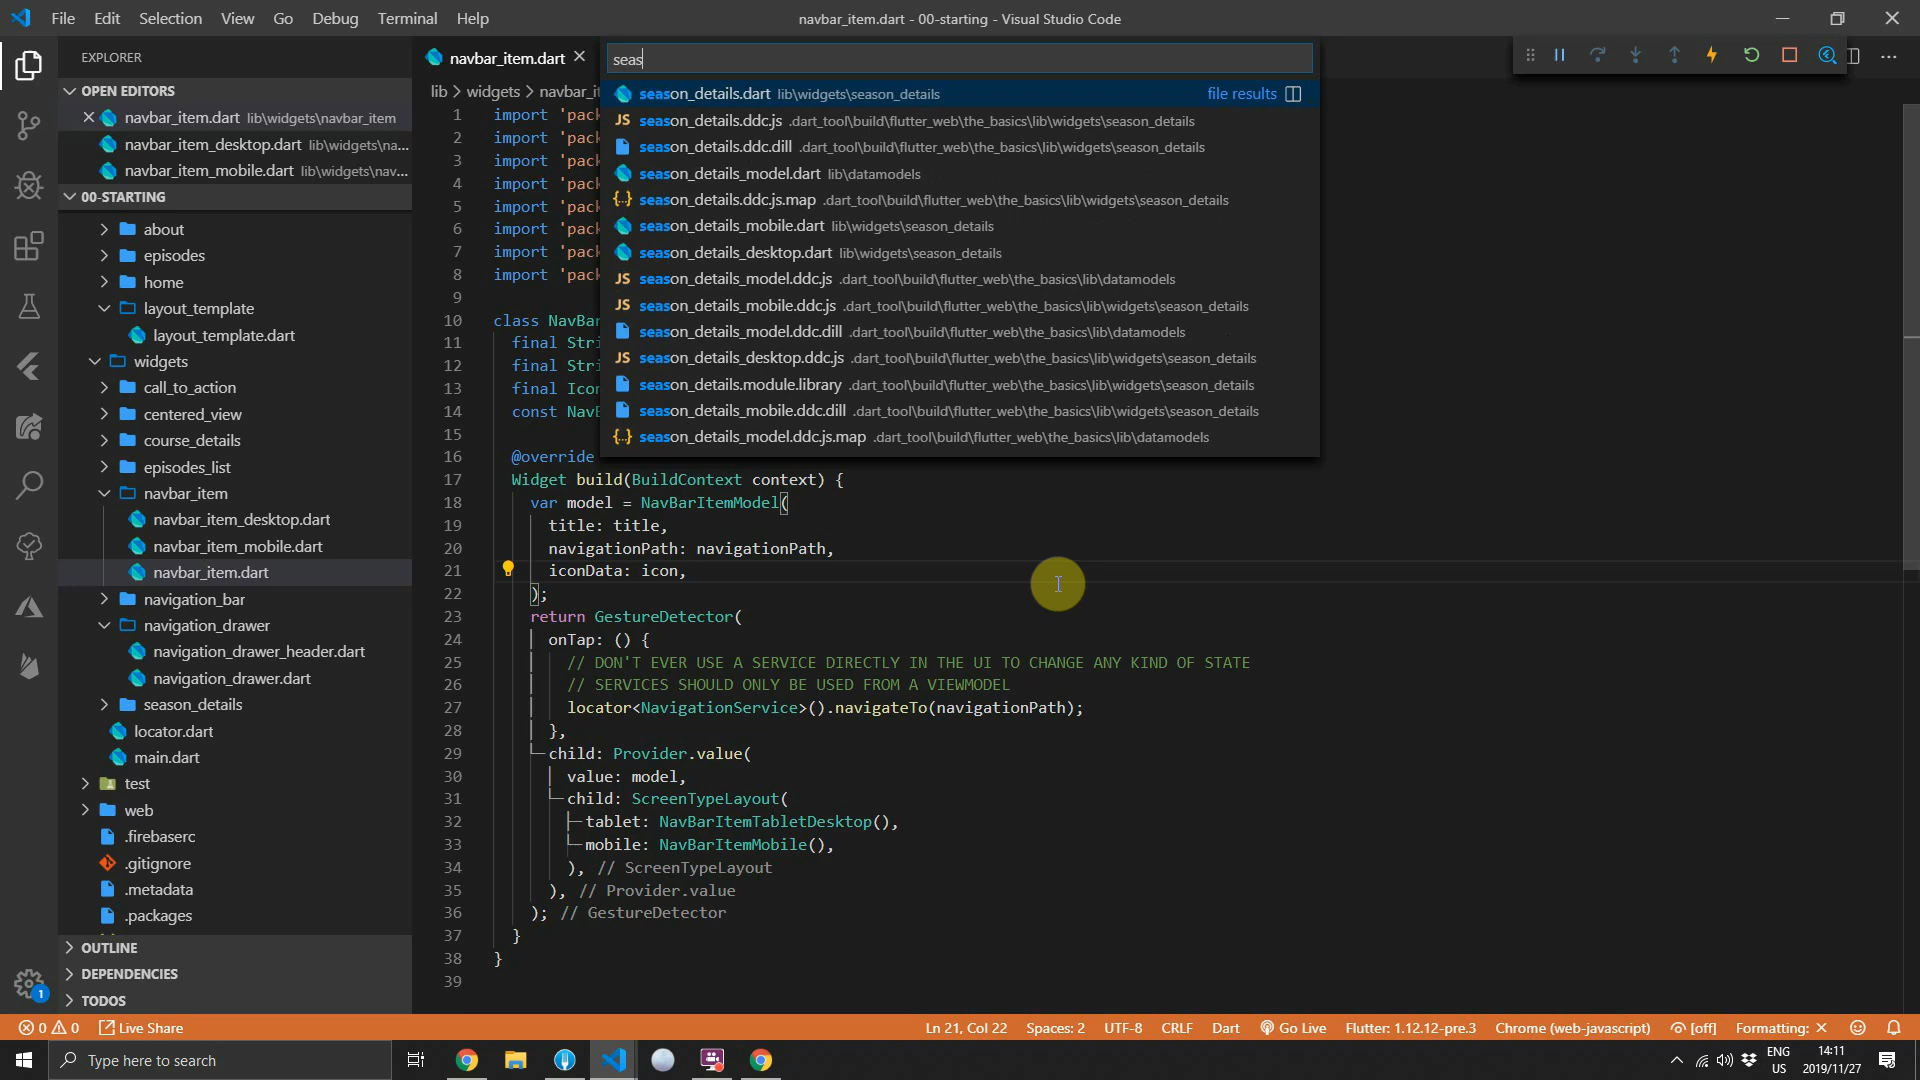 File Edit Selection View Go Debug Terminal Help
navbar_item.dart - 00-starting - Visual Studio Code
EXPLORER
OPEN EDITORS
navbar_item.dart lib\widgets\navbar_item
navbar_item_desktop.dart lib\widgets\na...
navbar_item_mobile.dart lib\widgets\nav...
00-STARTING
about
episodes
home
layout_template
layout_template.dart
widgets
call_to_action
centered_view
course_details
episodes_list
navbar_item
navbar_item_desktop.dart
navbar_item_mobile.dart
navbar_item.dart
navigation_bar
navigation_drawer
navigation_drawer_header.dart
navigation_drawer.dart
season_details
locator.dart
main.dart
test
web
.firebaserc
.gitignore
.metadata
.packages
OUTLINE
DEPENDENCIES
TODOS
navbar_item.dart
seas
season_details.dart lib\widgets\season_details file results
season_details.ddc.js .dart_tool\build\flutter_web\the_basics\lib\widgets\season_details
season_details.ddc.dill .dart_tool\build\flutter_web\the_basics\lib\widgets\season_details
season_details_model.dart lib\datamodels
season_details.ddc.js.map .dart_tool\build\flutter_web\the_basics\lib\widgets\season_details
season_details_mobile.dart lib\widgets\season_details
season_details_desktop.dart lib\widgets\season_details
season_details_model.ddc.js .dart_tool\build\flutter_web\the_basics\lib\datamodels
season_details_mobile.ddc.js .dart_tool\build\flutter_web\the_basics\lib\widgets\season_details
season_details_model.ddc.dill .dart_tool\build\flutter_web\the_basics\lib\datamodels
season_details_desktop.ddc.js .dart_tool\build\flutter_web\the_basics\lib\widgets\season_details
season_details.module.library .dart_tool\build\flutter_web\the_basics\lib\widgets\season_details
season_details_mobile.ddc.dill .dart_tool\build\flutter_web\the_basics\lib\widgets\season_details
season_details_model.ddc.js.map .dart_tool\build\flutter_web\the_basics\lib\datamodels
lib > widgets > navbar_it
1 import 'pack
2 import 'pack
3 import 'pack
4 import 'pack
5 import 'pack
6 import 'pack
7 import 'pack
8 import 'pack
9
10 class NavBar
11 final Stri
12 final Stri
13 final Icon
14 const NavB
15
16 @override
17 Widget build(BuildContext context) {
18 var model = NavBarItemModel(
19 title: title,
20 navigationPath: navigationPath,
21 iconData: icon,
22 );
23 return GestureDetector(
24 onTap: () {
25 // DON'T EVER USE A SERVICE DIRECTLY IN THE UI TO CHANGE ANY KIND OF STATE
26 // SERVICES SHOULD ONLY BE USED FROM A VIEWMODEL
27 locator<NavigationService>().navigateTo(navigationPath);
28 },
29 child: Provider.value(
30 value: model,
31 child: ScreenTypeLayout(
32 tablet: NavBarItemTabletDesktop(),
33 mobile: NavBarItemMobile(),
34 ), // ScreenTypeLayout
35 ), // Provider.value
36 ); // GestureDetector
37 }
38 }
39
1
0 0 Live Share
Ln 21, Col 22 Spaces: 2 UTF-8 CRLF Dart Go Live Flutter: 1.12.12-pre.3 Chrome (web-javascript) [off] Formatting: ✕
Type here to search
ENG
US
14:11
2019/11/27